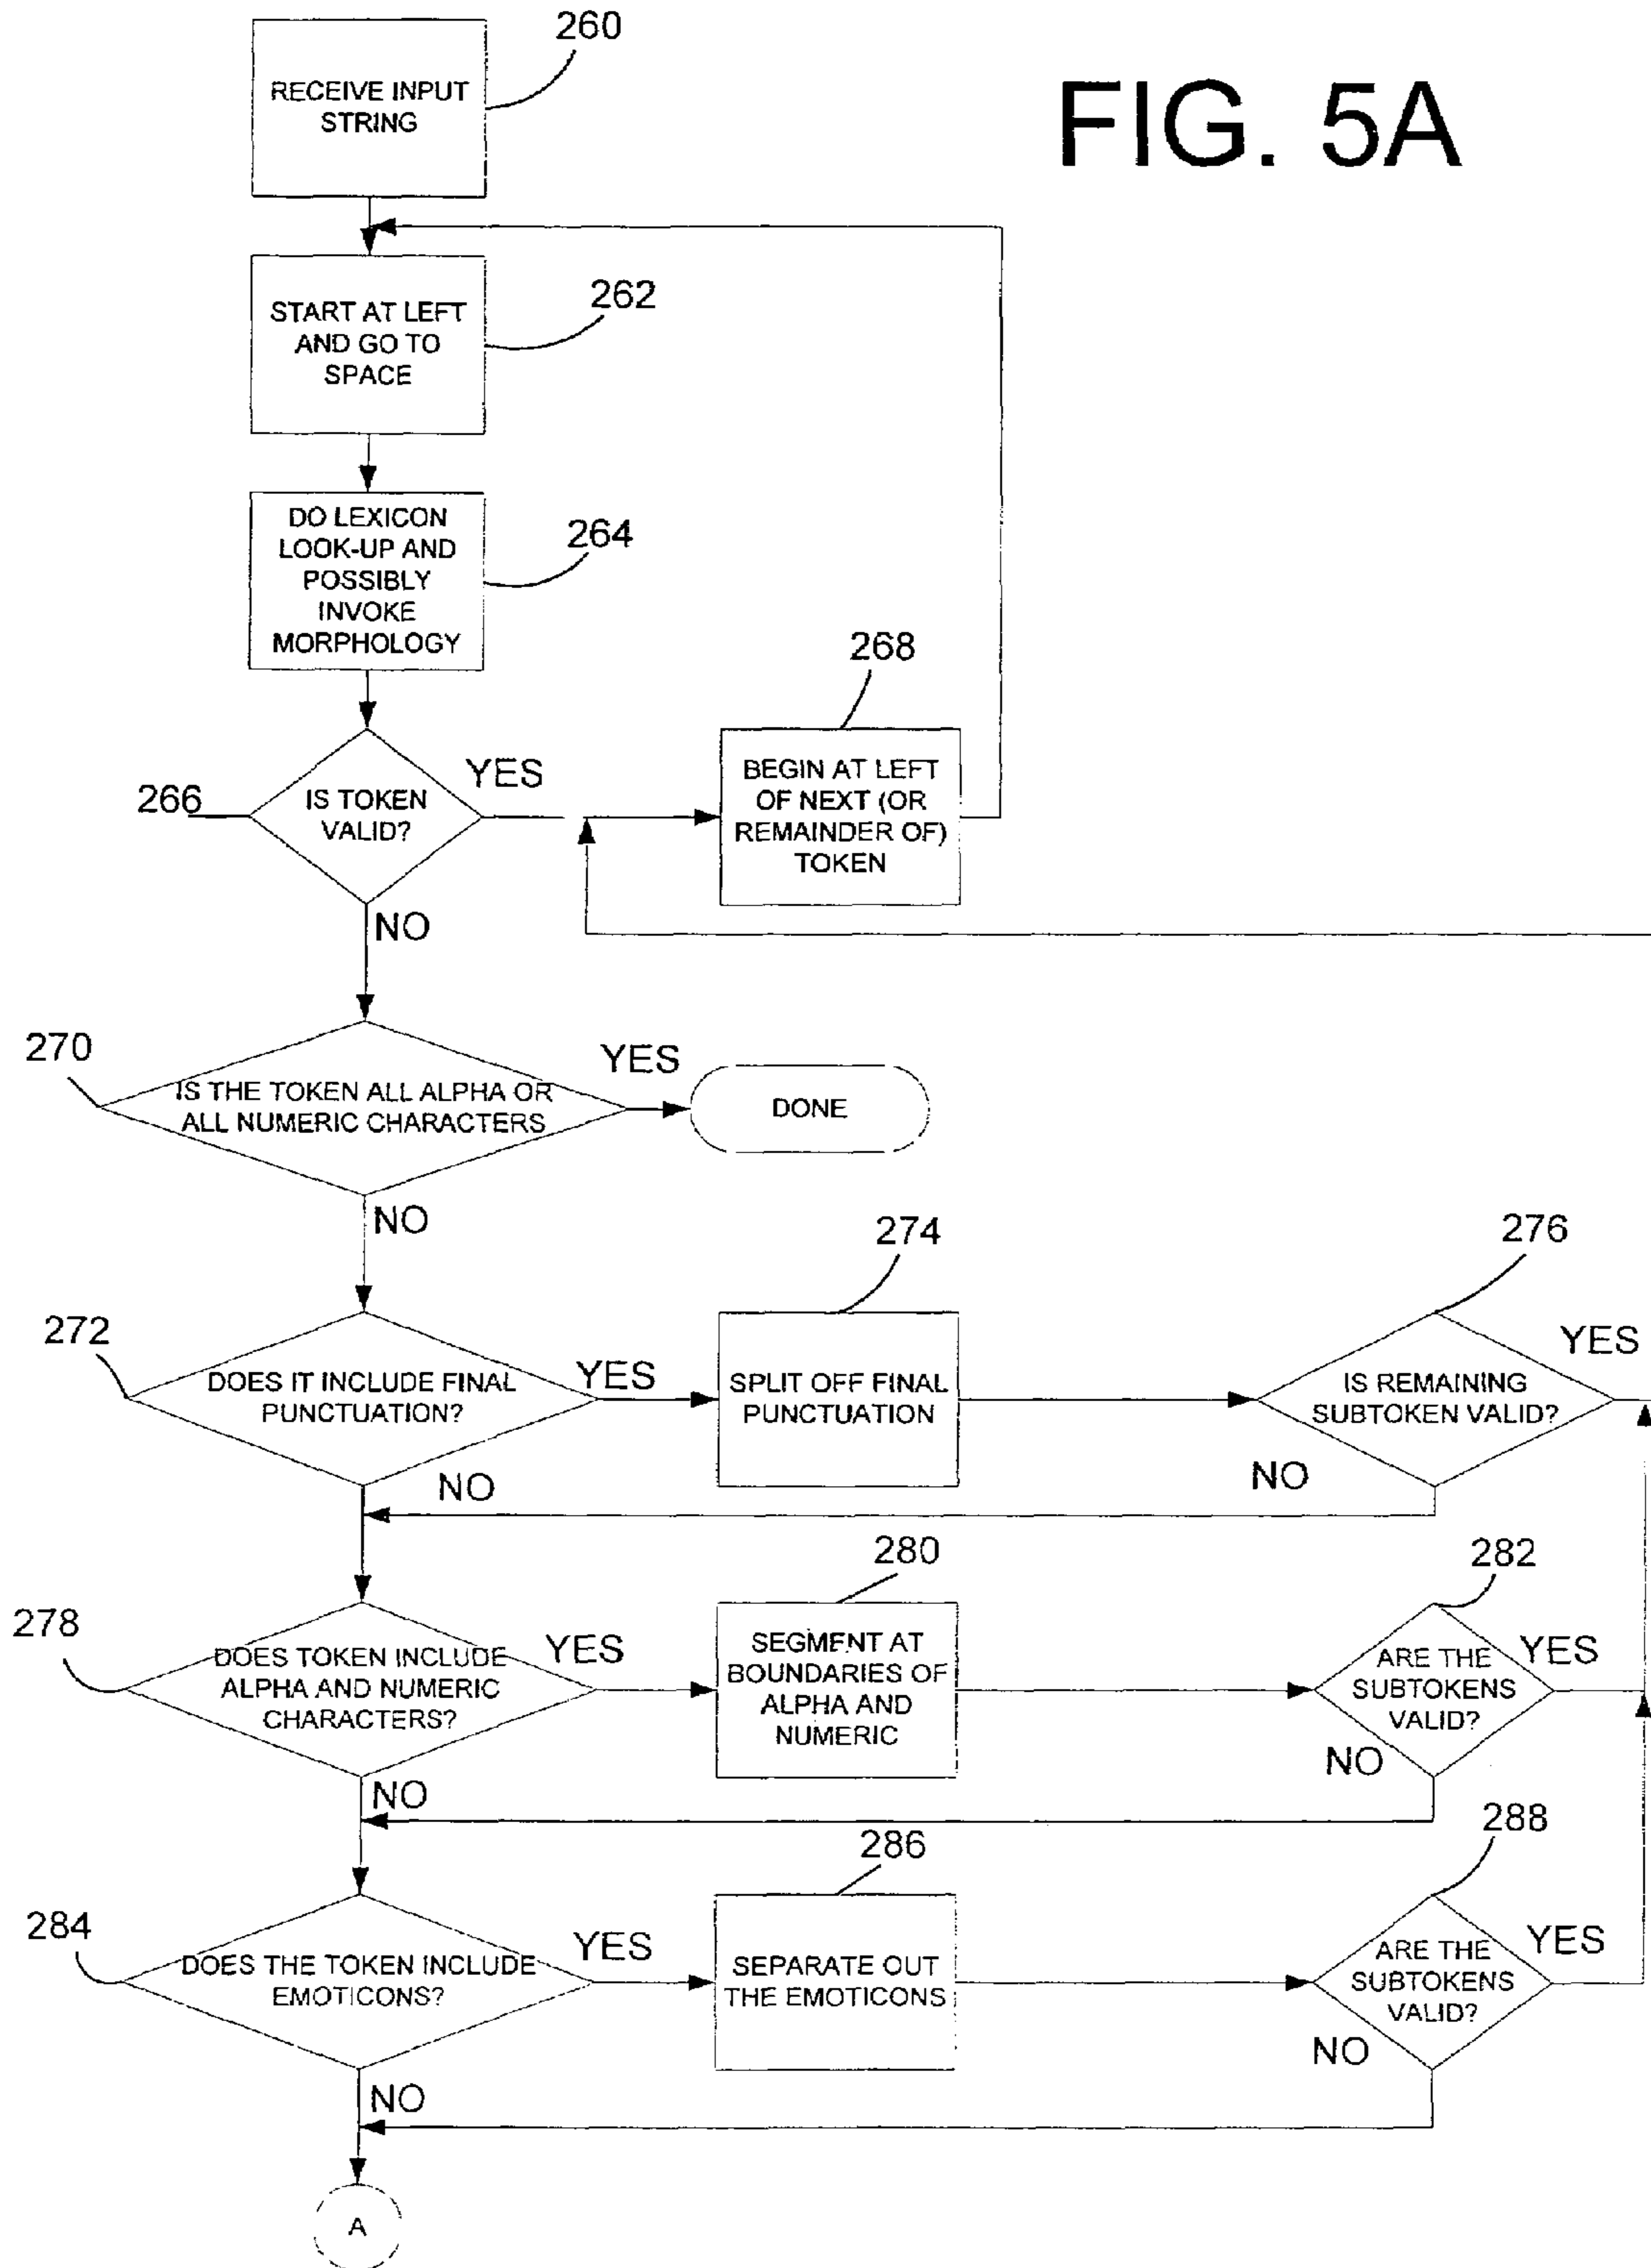 FIG. 5A
260
RECEIVE INPUT
STRING
262
START AT LEFT
AND GO TO
SPACE
264
DO LEXICON
LOOK-UP AND
POSSIBLY
INVOKE
MORPHOLOGY
266
IS TOKEN
VALID?
YES
NO
268
BEGIN AT LEFT
OF NEXT (OR
REMAINDER OF)
TOKEN
270
IS THE TOKEN ALL ALPHA OR
ALL NUMERIC CHARACTERS
YES
DONE
NO
272
DOES IT INCLUDE FINAL
PUNCTUATION?
YES
NO
274
SPLIT OFF FINAL
PUNCTUATION
276
IS REMAINING
SUBTOKEN VALID?
YES
NO
278
DOES TOKEN INCLUDE
ALPHA AND NUMERIC
CHARACTERS?
YES
NO
280
SEGMENT AT
BOUNDARIES OF
ALPHA AND
NUMERIC
282
ARE THE
SUBTOKENS
VALID?
YES
NO
284
DOES THE TOKEN INCLUDE
EMOTICONS?
YES
NO
286
SEPARATE OUT
THE EMOTICONS
288
ARE THE
SUBTOKENS
VALID?
YES
NO
A